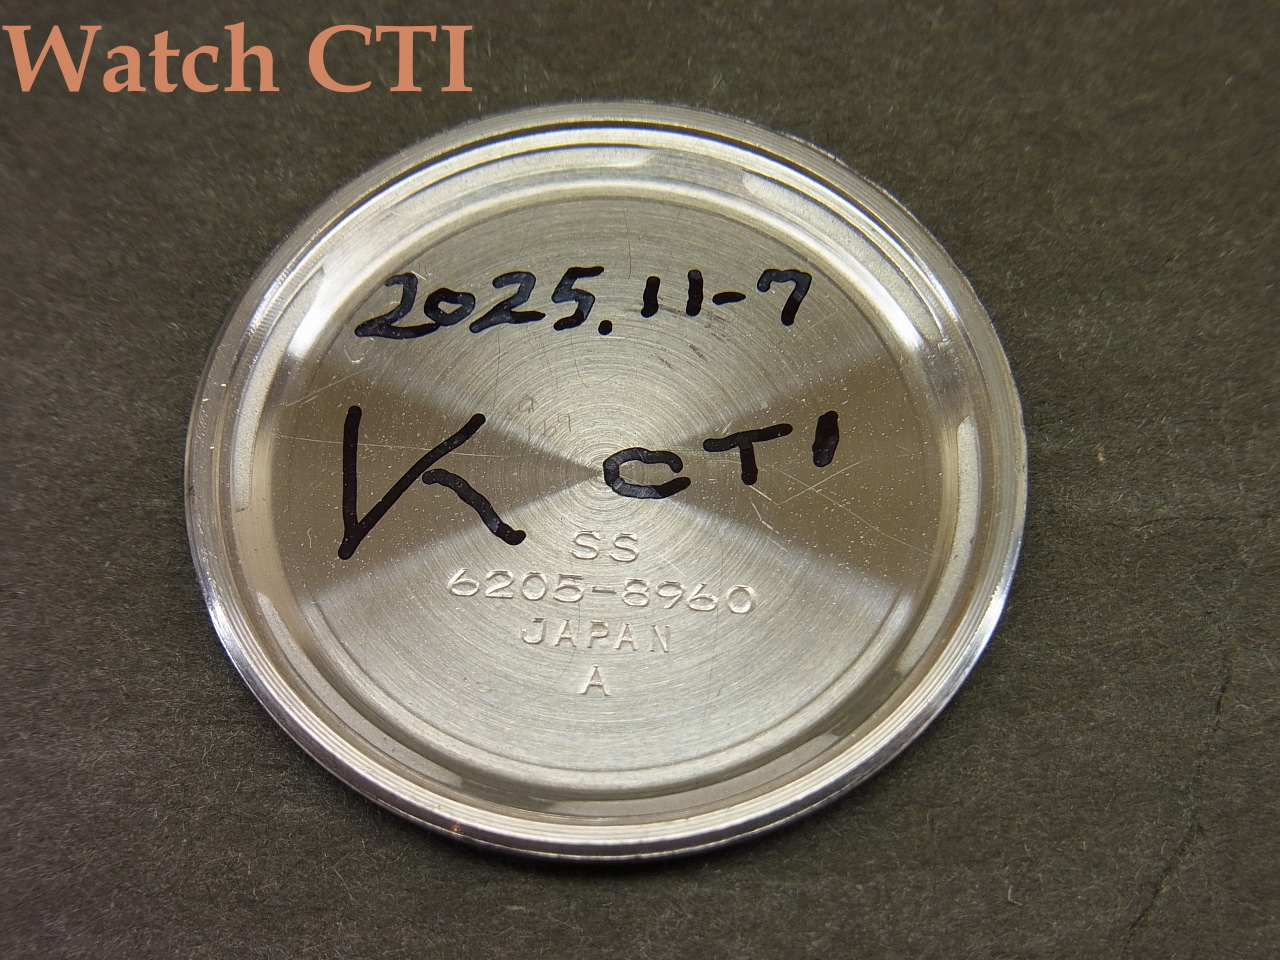 Watch CTI
2025.11-7
K CTI
SS
6205-8960
JAPAN
A